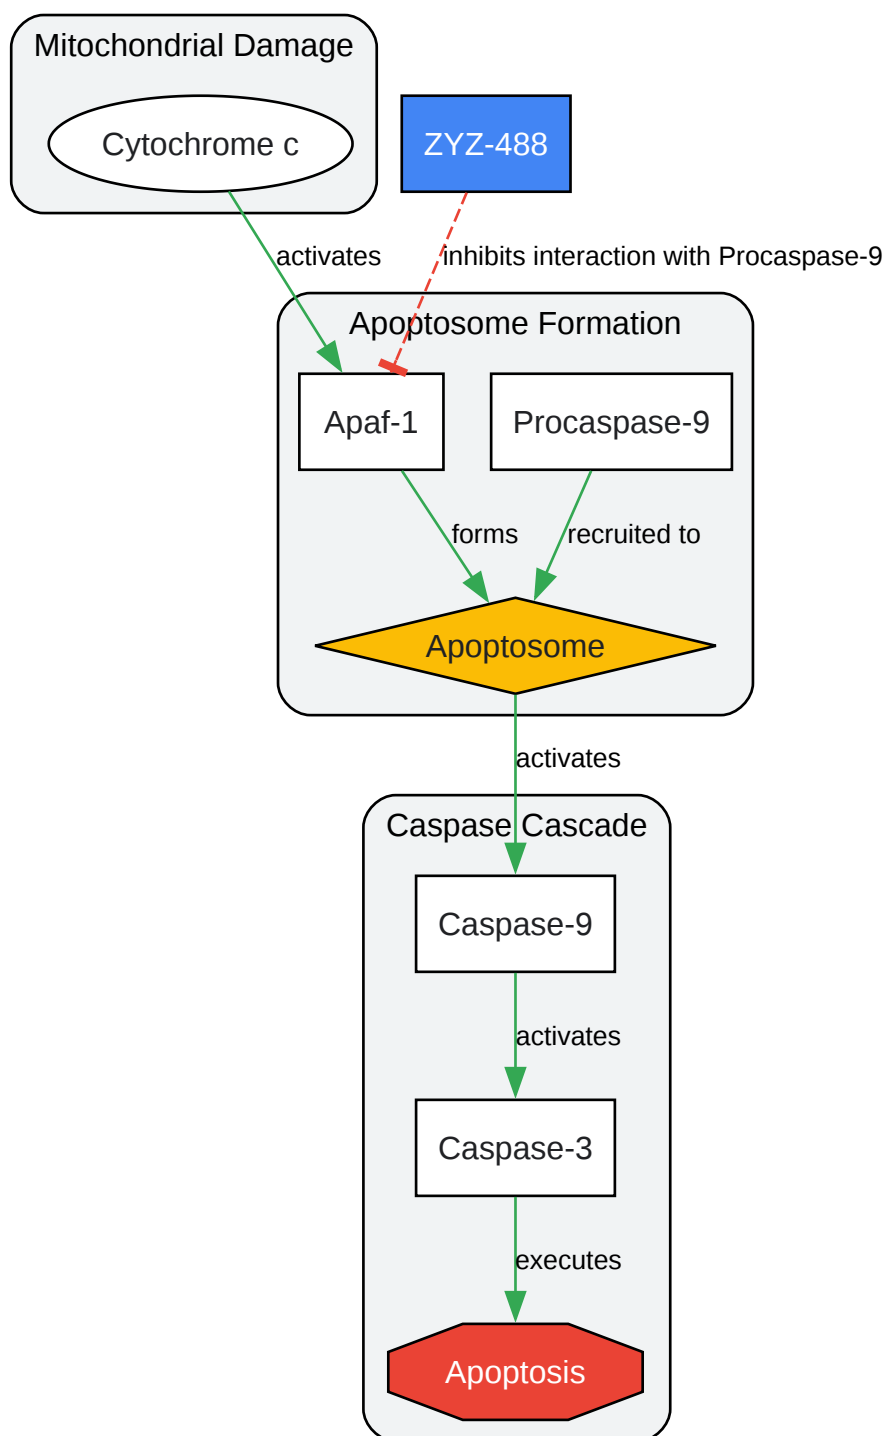 Mitochondrial Damage
Cytochrome c
ZYZ-488
activates
inhibits interaction with Procaspase-9
Apoptosome Formation
Apaf-1
Procaspase-9
forms
recruited to
Apoptosome
activates
Caspase Cascade
Caspase-9
activates
Caspase-3
executes
Apoptosis